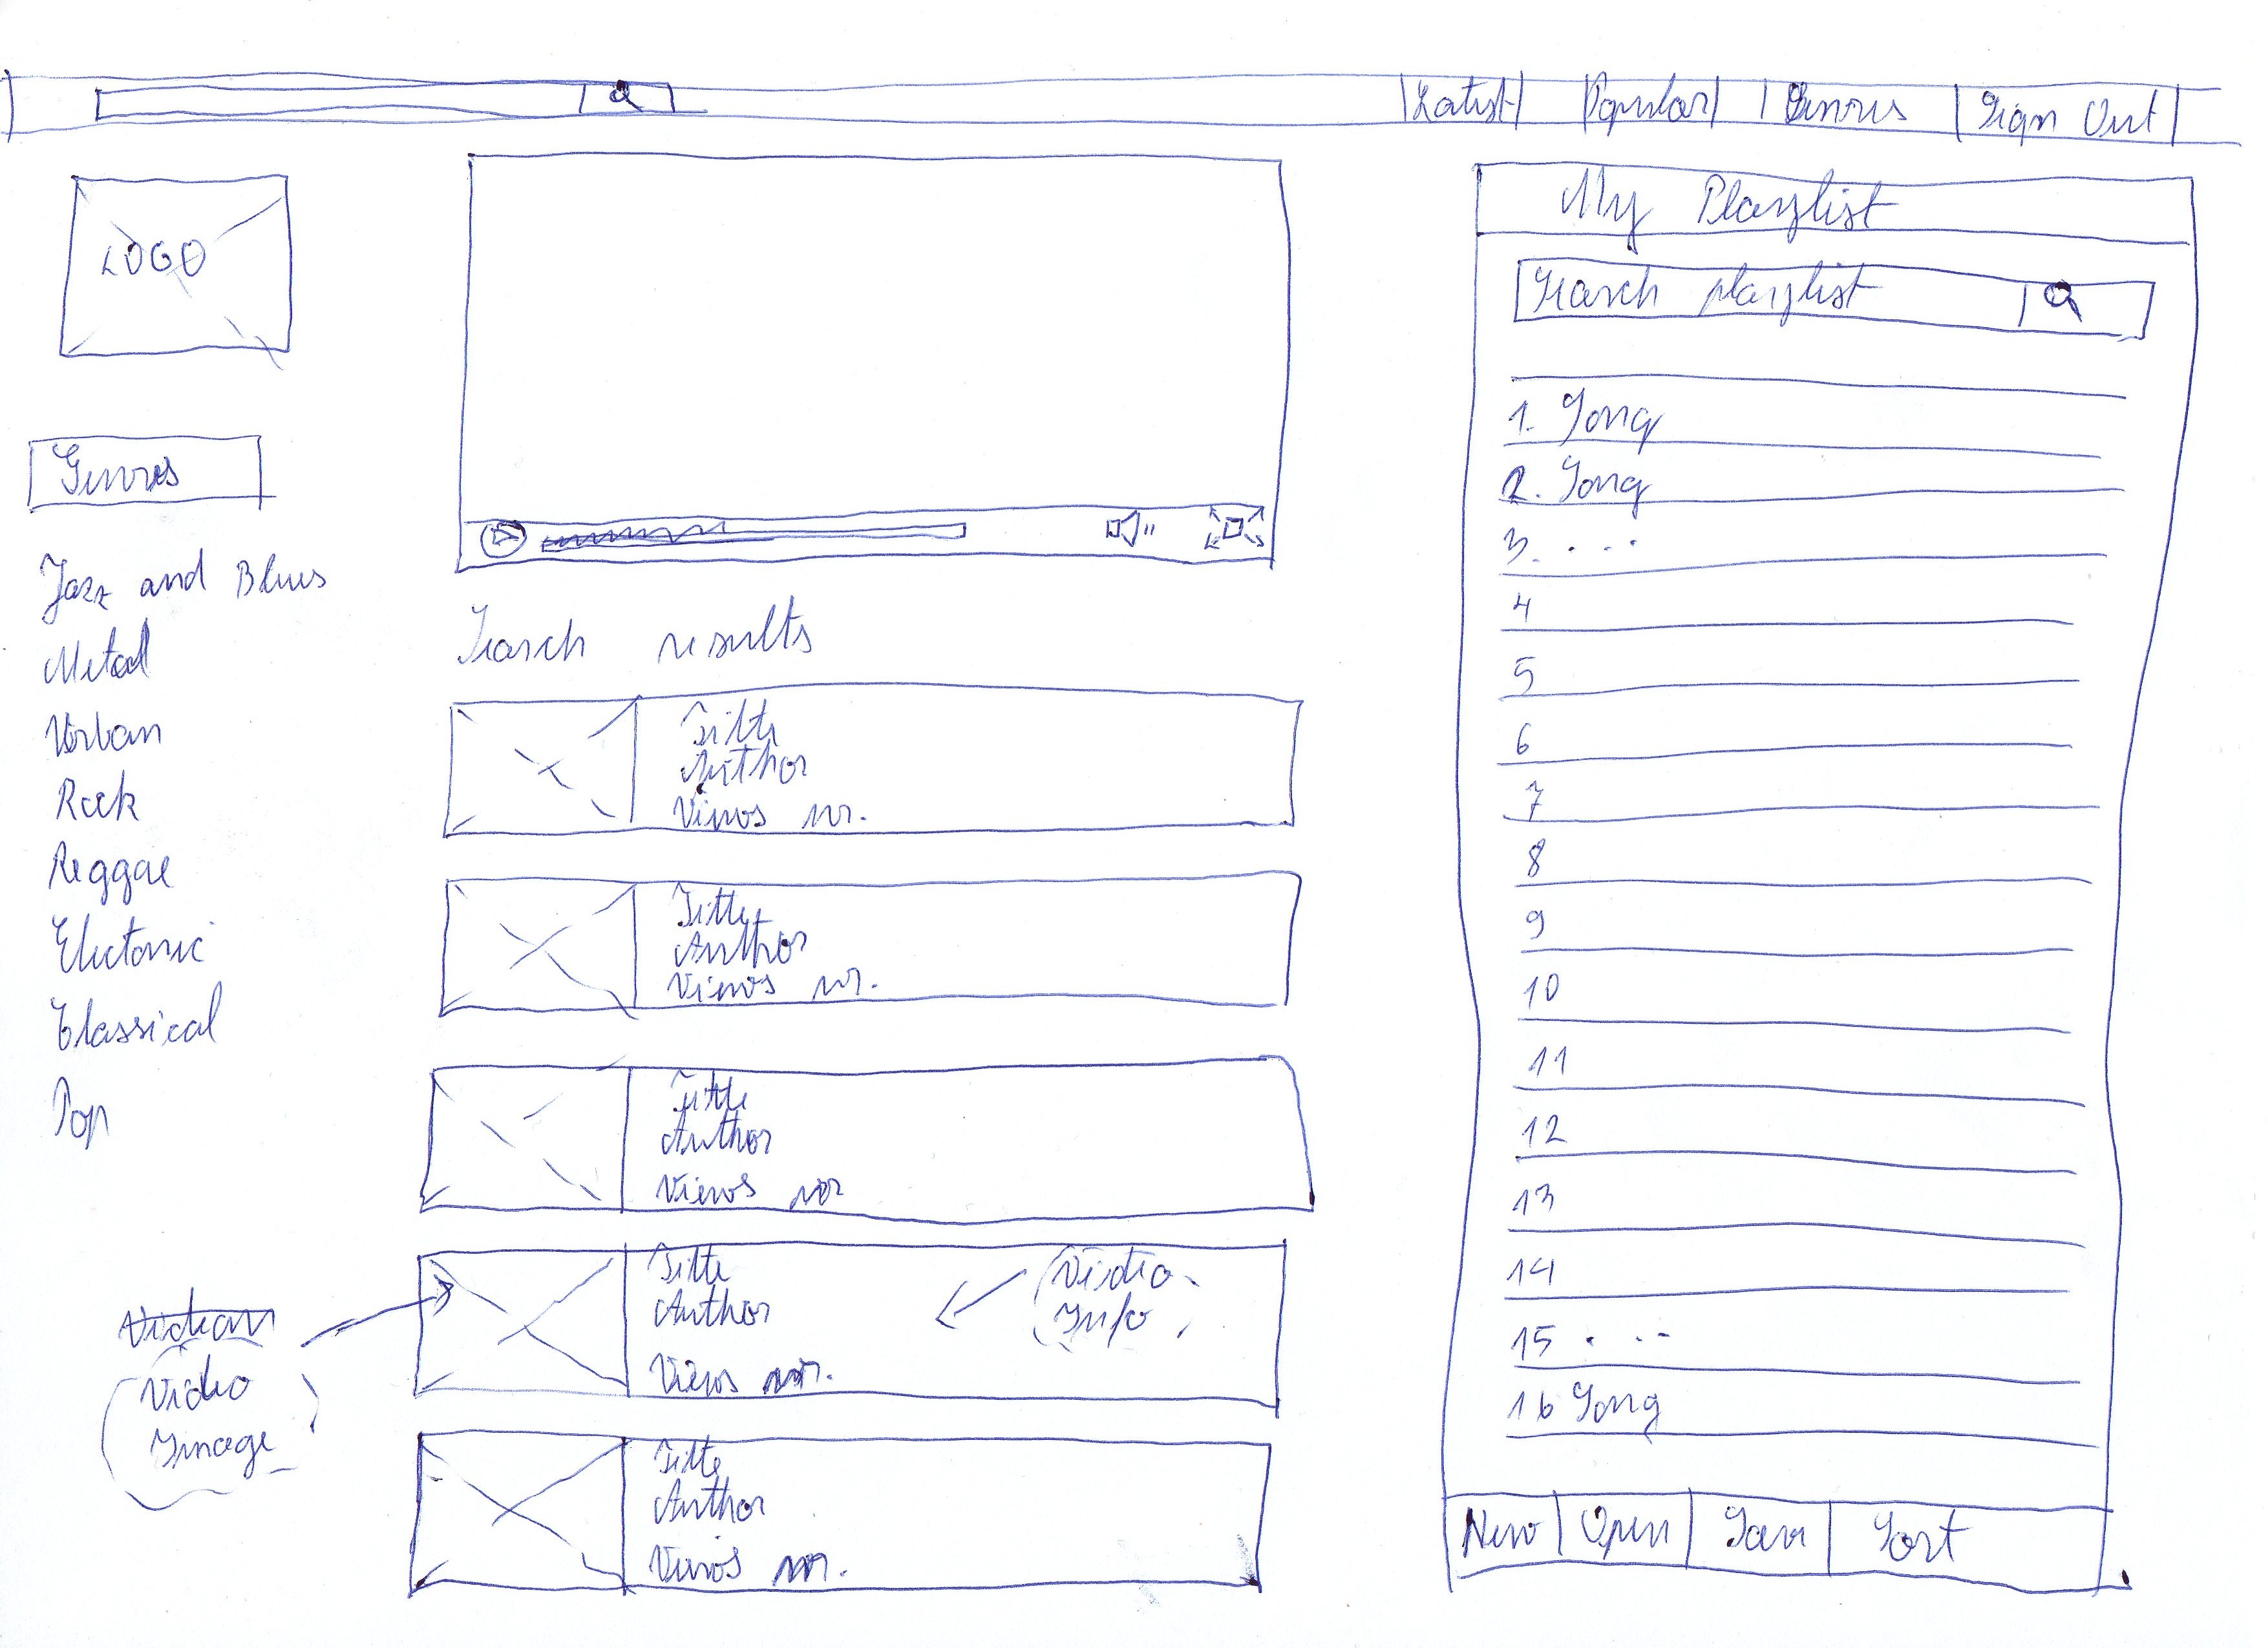 Latest Popular Genres Sign Out
LOGO
Genres
Jazz and Blues
Metal
Urban
Rock
Reggae
Electonic
Classical
Pop
Search results
Title
Author
Views nr.
Title
Author
Views nr.
Title
Author
Views nr
Title
Author
Views nr.
Video
Info
Video
Image
Title
Author
Views nr.
My Playlist
Search playlist
1. Song
2. Song
3. . . .
4
5
6
7
8
9
10
11
12
13
14
15 . . .
16 Song
New Open Save Sort